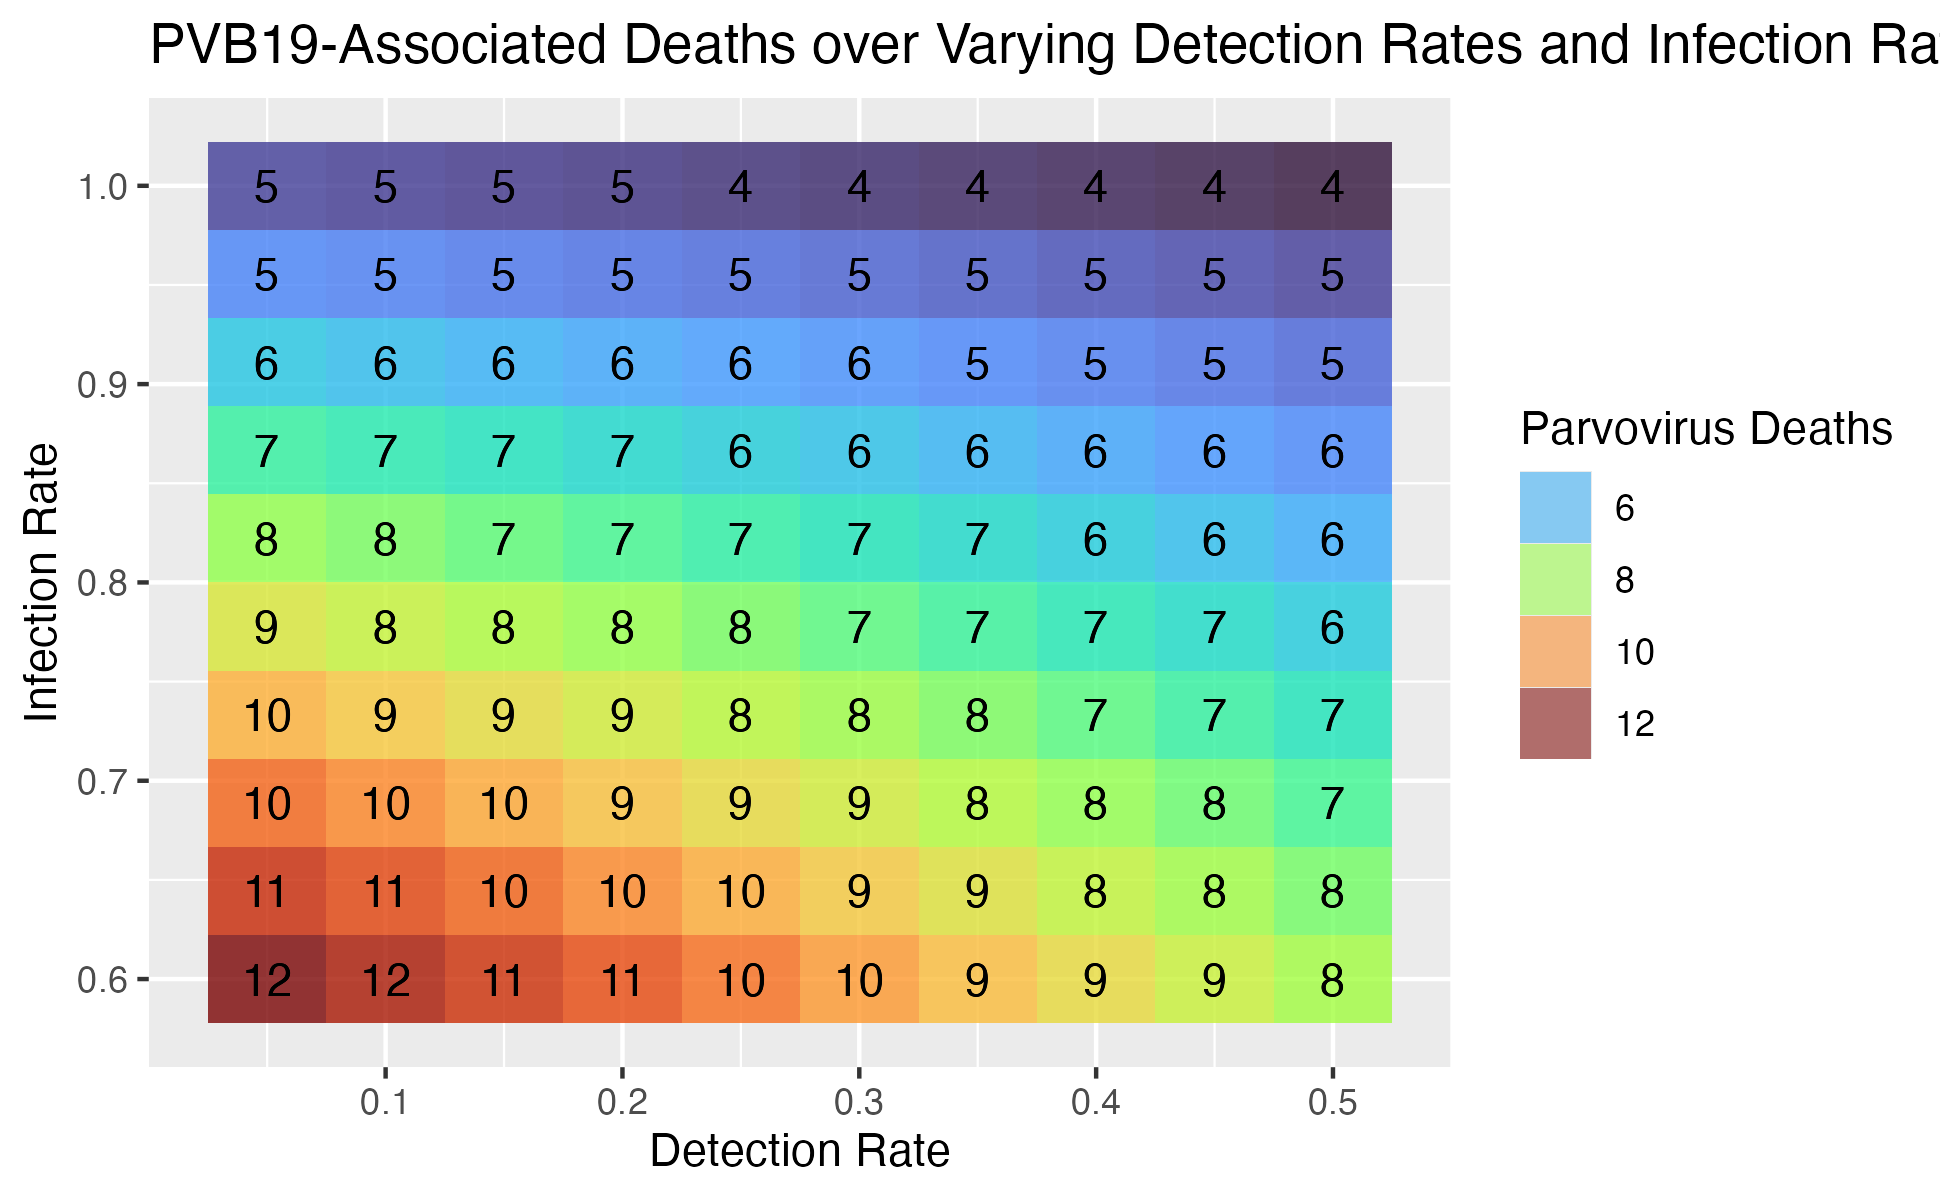 PVB19-Associated Deaths over Varying Detection Rates and Infection
1.0 5 5 5 5 4 4 4 4 4 4
5 5 5 5 5 5 5 5 5 5
0.9 6 6 6 6 6 6 5 5 5 5
7 7 7 7 6 6 6 6 6 6
8 8 7 7 7 7 7 6 6 6
0.8
9 8 8 8 8 7 7 7 7 6
10 9 9 9 8 8 8 7 7 7
0.7
10 10 10 9 9 9 8 8 8 7
11 11 10 10 10 9 9 8 8 8
0.6 12 12 11 11 10 10 9 9 9 8
0.1 0.2 0.3 0.4 0.5
Detection Rate
Infection Rate
Parvovirus Deaths
6
8
10
12